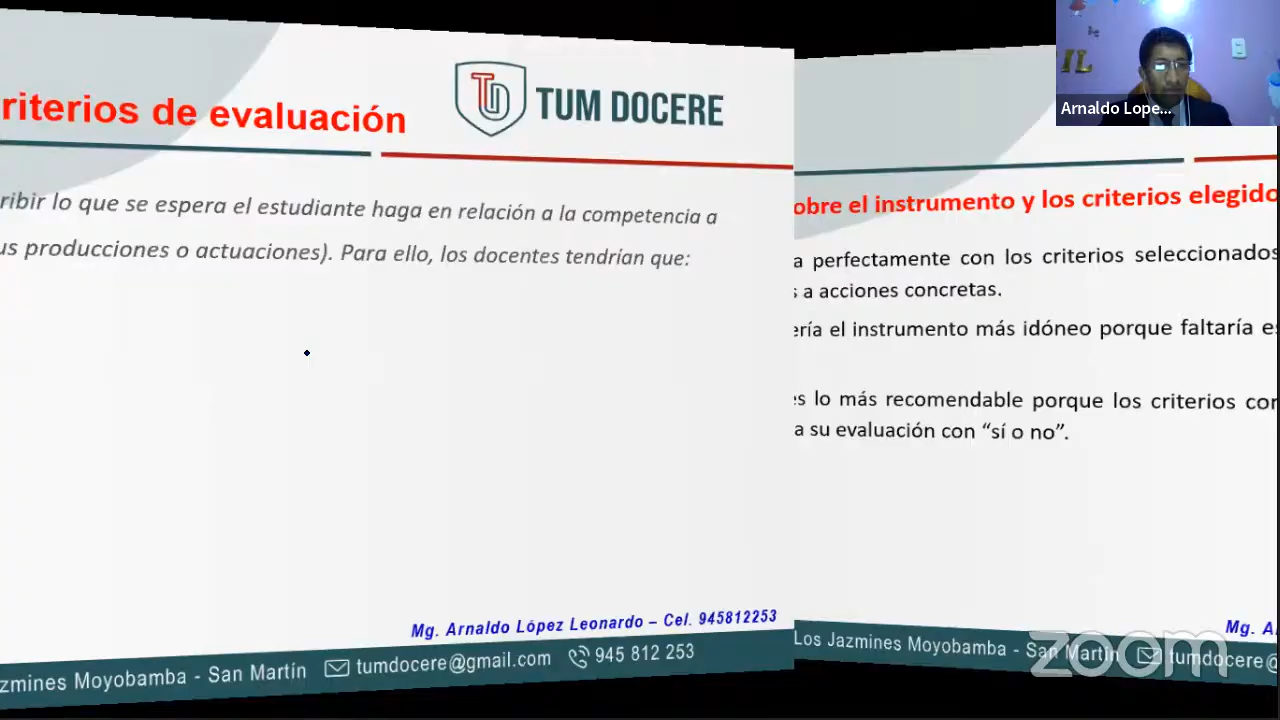 riterios de evaluación
TUM DOCERE
ribir lo que se espera el estudiante haga en relación a la competencia a
us producciones o actuaciones). Para ello, los docentes tendrían que:
Mg. Arnaldo López Leonardo – Cel. 945812253
zmines Moyobamba - San Martín tumdocere@gmail.com 945 812 253
Arnaldo Lope...
obre el instrumento y los criterios elegido
a perfectamente con los criterios seleccionados
s a acciones concretas.
ería el instrumento más idóneo porque faltaría es
es lo más recomendable porque los criterios cor
a su evaluación con “sí o no”.
Mg. A
Los Jazmines Moyobamba - San Martín tumdocere@
zoom